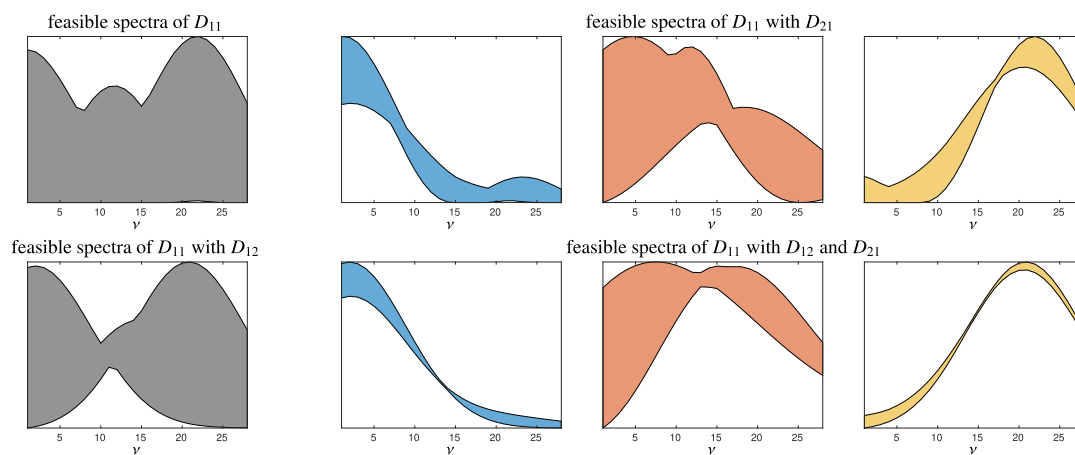 feasible spectra of D₁₁
feasible spectra of D₁₁ with D₂₁
5 10 15 20 25
5 10 15 20 25
5 10 15 20 25
5 10 15 20 25
ν
ν
ν
ν
feasible spectra of D₁₁ with D₁₂
feasible spectra of D₁₁ with D₁₂ and D₂₁
5 10 15 20 25
5 10 15 20 25
5 10 15 20 25
5 10 15 20 25
ν
ν
ν
ν